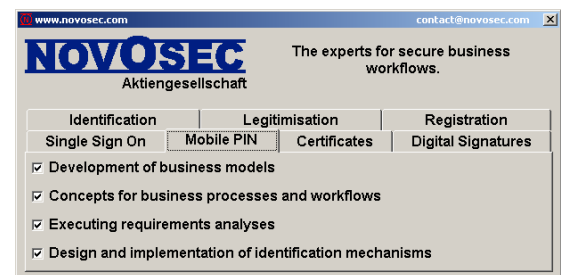 www.novosec.com contact@novosec.com
NOVOSEC
Aktiengesellschaft
The experts for secure business
workflows.
Identification Legitimisation Registration
Single Sign On Mobile PIN Certificates Digital Signatures
Development of business models
Concepts for business processes and workflows
Executing requirements analyses
Design and implementation of identification mechanisms